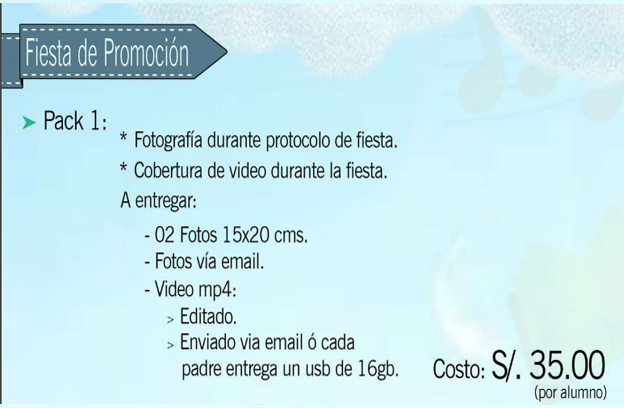 Fiesta de Promoción
➤ Pack 1:
* Fotografía durante protocolo de fiesta.
* Cobertura de video durante la fiesta.
A entregar:
- 02 Fotos 15x20 cms.
- Fotos vía email.
- Video mp4:
> Editado.
> Enviado via email ó cada
padre entrega un usb de 16gb.
Costo: S/. 35.00
(por alumno)